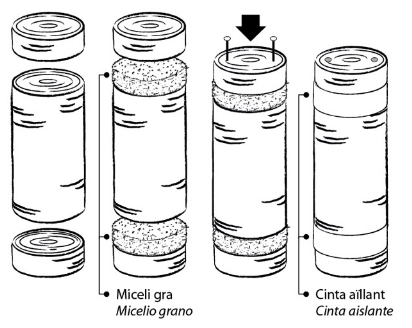 Miceli gra
Micelio grano
Cinta aïllant
Cinta aislante